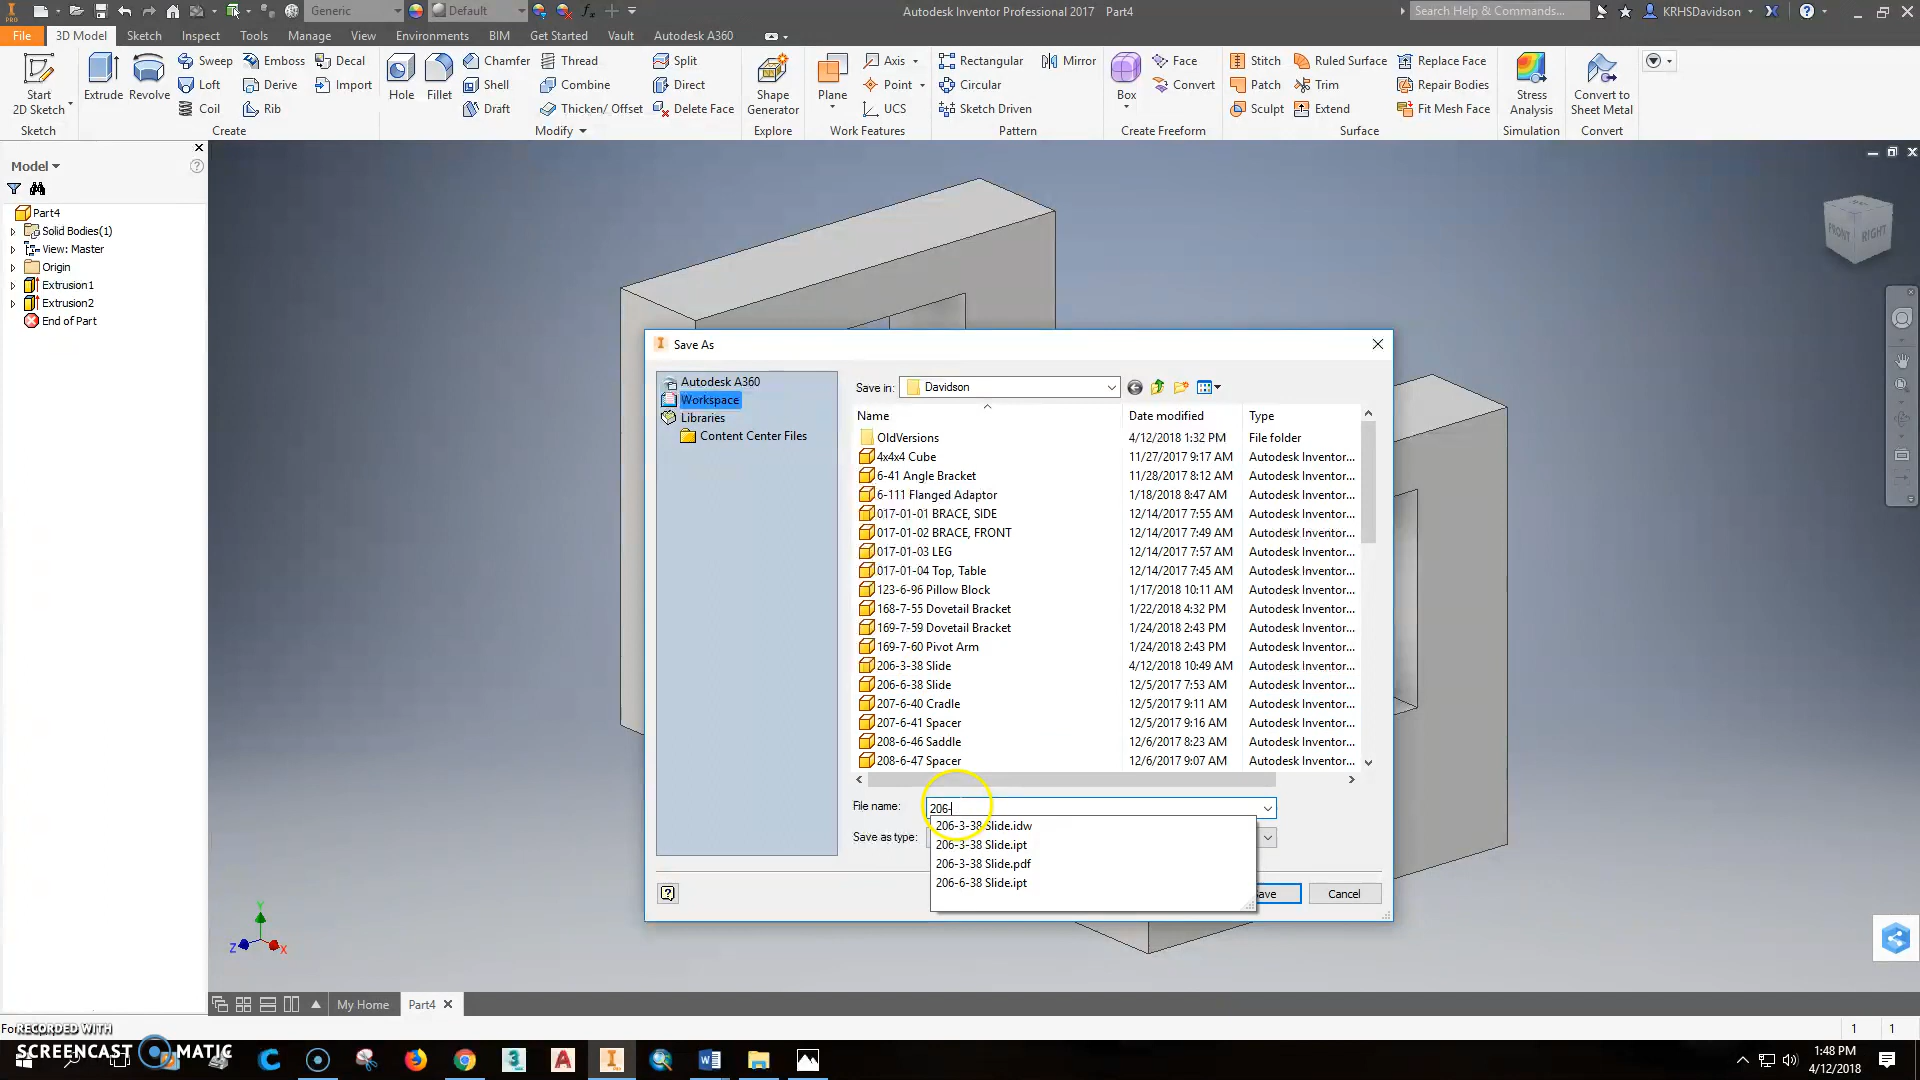 Generic
Default
Autodesk Inventor Professional 2017 Part4
Search Help & Commands...
KRHSDavidson
File
3D Model
Sketch
Inspect
Tools
Manage
View
Environments
BIM
Get Started
Vault
Autodesk A360
Start
2D Sketch
Extrude
Revolve
Sweep
Loft
Coil
Emboss
Derive
Rib
Decal
Import
Hole
Fillet
Chamfer
Shell
Draft
Thread
Combine
Thicken/ Offset
Split
Direct
Delete Face
Shape
Generator
Plane
Axis
Point
UCS
Rectangular
Circular
Sketch Driven
Mirror
Box
Face
Convert
Stitch
Patch
Sculpt
Ruled Surface
Trim
Extend
Replace Face
Repair Bodies
Fit Mesh Face
Stress
Analysis
Convert to
Sheet Metal
Sketch
Create
Modify
Explore
Work Features
Pattern
Create Freeform
Surface
Simulation
Convert
Model
Part4
Solid Bodies(1)
View: Master
Origin
Extrusion1
Extrusion2
End of Part
FRONT
RIGHT
Save As
Autodesk A360
Workspace
Libraries
Content Center Files
Save in: Davidson
Name Date modified Type
OldVersions 4/12/2018 1:32 PM File folder
4x4x4 Cube 11/27/2017 9:17 AM Autodesk Inventor...
6-41 Angle Bracket 11/28/2017 8:12 AM Autodesk Inventor...
6-111 Flanged Adaptor 1/18/2018 8:47 AM Autodesk Inventor...
017-01-01 BRACE, SIDE 12/14/2017 7:55 AM Autodesk Inventor...
017-01-02 BRACE, FRONT 12/14/2017 7:49 AM Autodesk Inventor...
017-01-03 LEG 12/14/2017 7:57 AM Autodesk Inventor...
017-01-04 Top, Table 12/14/2017 7:45 AM Autodesk Inventor...
123-6-96 Pillow Block 1/17/2018 10:11 AM Autodesk Inventor...
168-7-55 Dovetail Bracket 1/22/2018 4:32 PM Autodesk Inventor...
169-7-59 Dovetail Bracket 1/24/2018 2:43 PM Autodesk Inventor...
169-7-60 Pivot Arm 1/24/2018 2:43 PM Autodesk Inventor...
206-3-38 Slide 4/12/2018 10:49 AM Autodesk Inventor...
206-6-38 Slide 12/5/2017 7:53 AM Autodesk Inventor...
207-6-40 Cradle 12/5/2017 9:11 AM Autodesk Inventor...
207-6-41 Spacer 12/5/2017 9:16 AM Autodesk Inventor...
208-6-46 Saddle 12/6/2017 8:23 AM Autodesk Inventor...
208-6-47 Spacer 12/6/2017 9:07 AM Autodesk Inventor...
File name: 206-
206-3-38 Slide.idw
Save as type:
206-3-38 Slide.ipt
206-3-38 Slide.pdf
206-6-38 Slide.ipt
Save
Cancel
Y
Z
X
My Home
Part4
For
1
1
RECORDED WITH
SCREENCAST MATIC
1:48 PM
4/12/2018